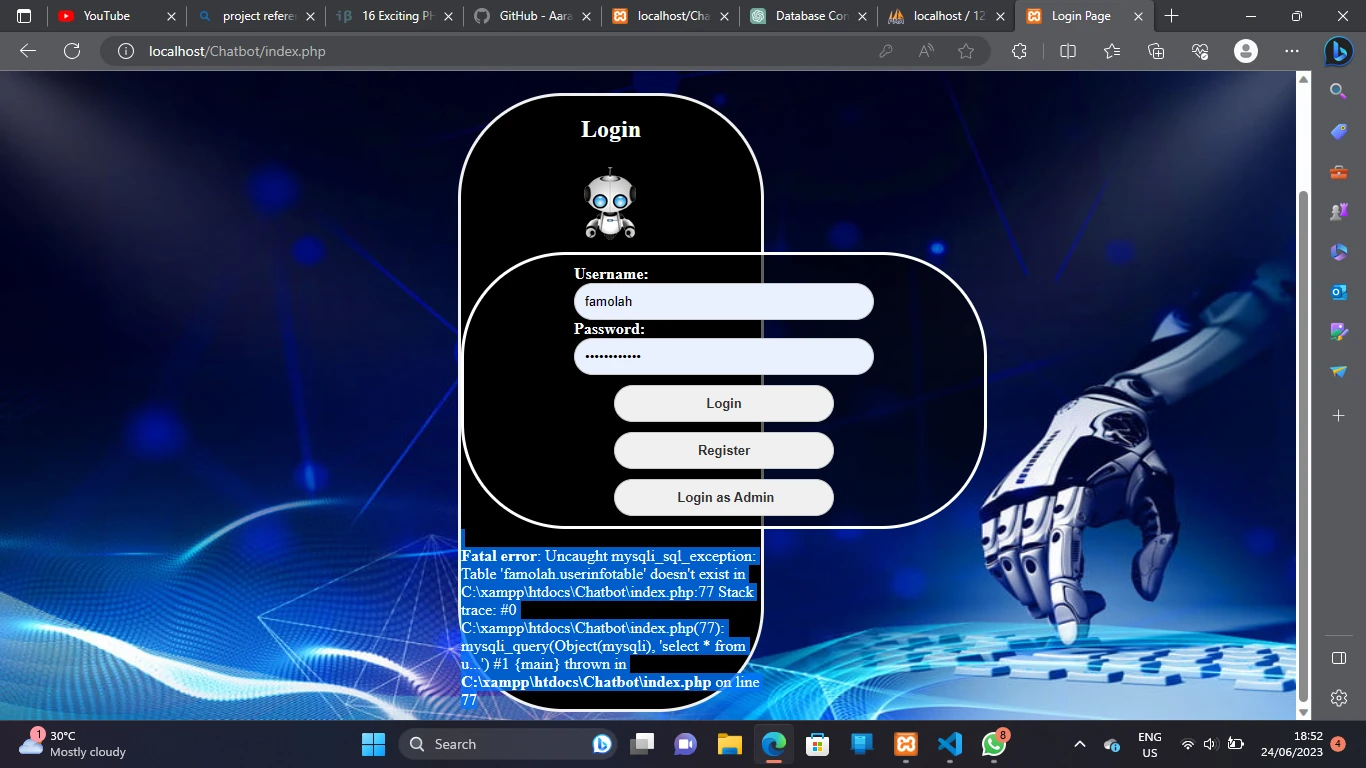 YouTube
project referen
16 Exciting PH
GitHub - Aara
localhost/Cha
Database Con
localhost / 12
Login Page
localhost/Chatbot/index.php
Login
Username:
famolah
Password:
••••••••••••
Login
Register
Login as Admin
Fatal error: Uncaught mysqli_sql_exception:
Table 'famolah.userinfotable' doesn't exist in
C:\xampp\htdocs\Chatbot\index.php:77 Stack
trace: #0
C:\xampp\htdocs\Chatbot\index.php(77):
mysqli_query(Object(mysqli), 'select * from
u...') #1 {main} thrown in
C:\xampp\htdocs\Chatbot\index.php on line
77
1
30°C
Mostly cloudy
Search
8
ENG
US
18:52
24/06/2023
4